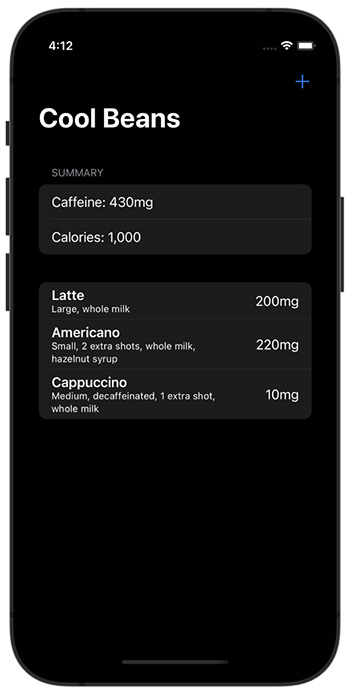 4:12
Cool Beans
SUMMARY
Caffeine: 430mg
Calories: 1,000
Latte
Large, whole milk
200mg
Americano
Small, 2 extra shots, whole milk,
hazelnut syrup
220mg
Cappuccino
Medium, decaffeinated, 1 extra shot,
whole milk
10mg